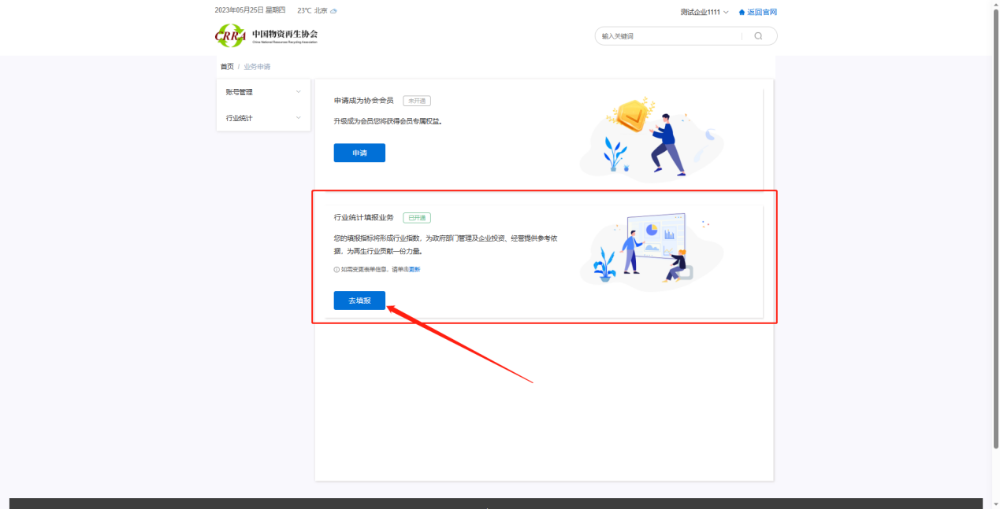 2023年05月25日 星期四 23℃ 北京
测试企业1111 返回官网
CRRA 中国物资再生协会
China National Resources Recycling Association
输入关键词
首页 / 业务申请
账号管理
行业统计
申请成为协会会员 未开通
升级成为会员您将获得会员专属权益。
申请
行业统计填报业务 已开通
您的填报指标将形成行业指数，为政府部门管理及企业投资、经营提供参考依
据，为再生行业贡献一份力量。
如需变更表单信息，请单击更新
去填报